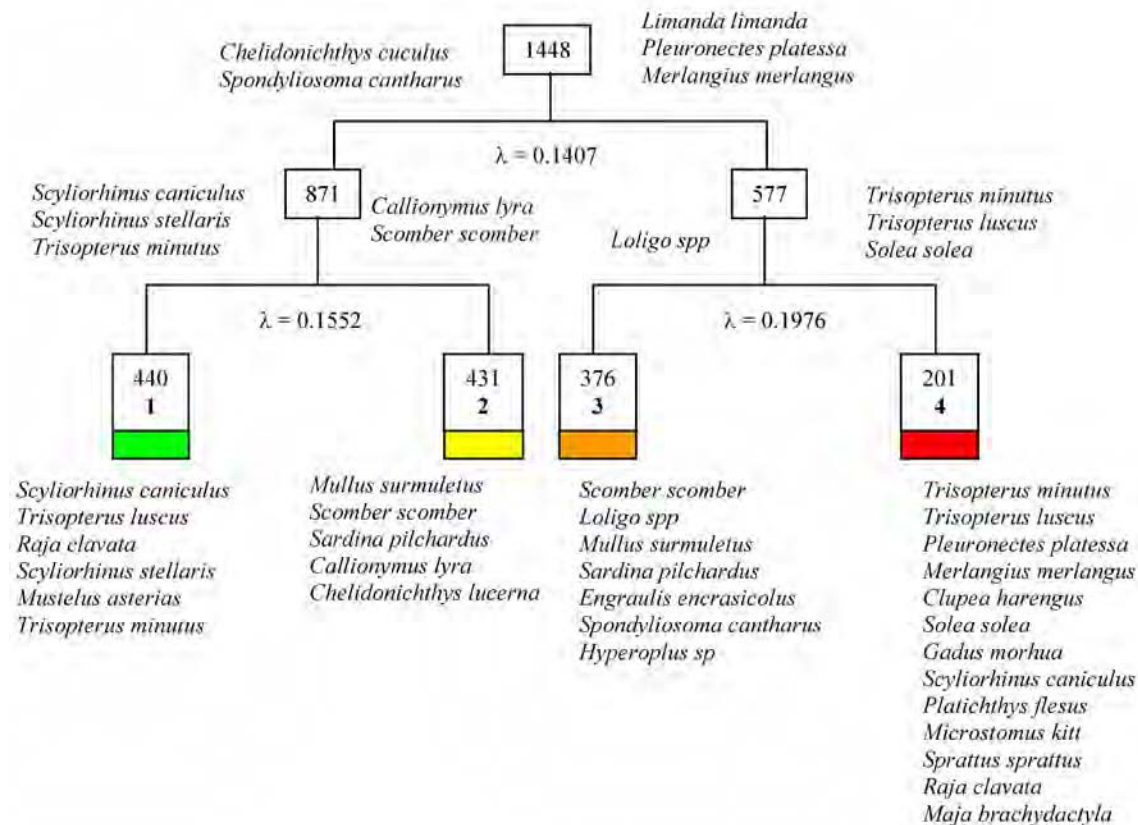 Chelidonichthys cuculus
Spondyliosoma cantharus
1448
Limanda limanda
Pleuronectes platessa
Merlangius merlangus
λ = 0.1407
Scyliorhinus caniculus
Scyliorhinus stellaris
Trisopterus minutus
871
Callionymus lyra
Scomber scomber
Loligo spp
577
Trisopterus minutus
Trisopterus luscus
Solea solea
λ = 0.1552
λ = 0.1976
440
1
431
2
376
3
201
4
Scyliorhinus caniculus
Trisopterus luscus
Raja clavata
Scyliorhinus stellaris
Mustelus asterias
Trisopterus minutus
Mullus surmuletus
Scomber scomber
Sardina pilchardus
Callionymus lyra
Chelidonichthys lucerna
Scomber scomber
Loligo spp
Mullus surmuletus
Sardina pilchardus
Engraulis encrasicolus
Spondyliosoma cantharus
Hyperoplus sp
Trisopterus minutus
Trisopterus luscus
Pleuronectes platessa
Merlangius merlangus
Clupea harengus
Solea solea
Gadus morhua
Scyliorhinus caniculus
Platichthys flesus
Microstomus kitt
Sprattus sprattus
Raja clavata
Maja brachydactyla